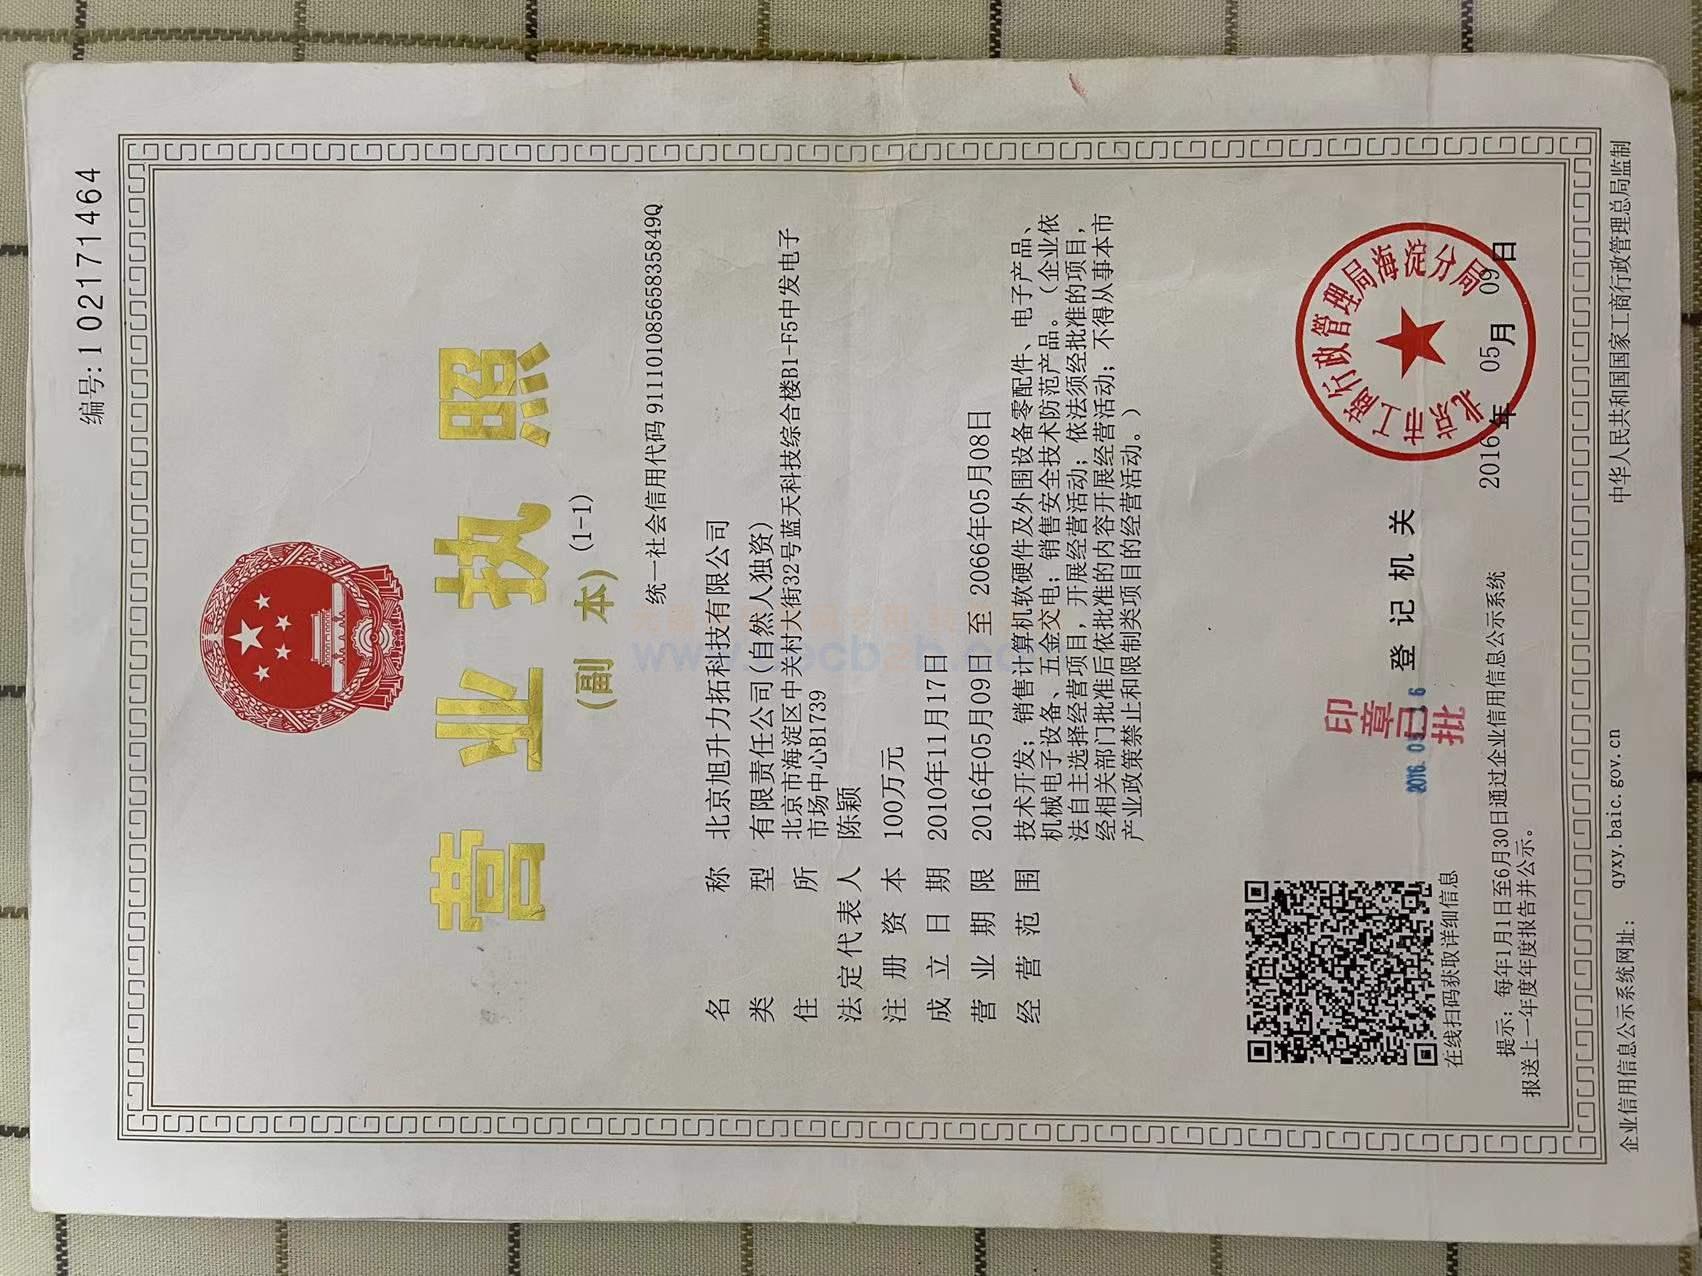 编号:1 02171464
营业执照
(副 本) (1-1)
统一社会信用代码 91110108565835849Q
名 称 北京旭升力拓科技有限公司
类 型 有限责任公司(自然人独资)
住 所 北京市海淀区中关村大街32号蓝天科技综合楼B1-F5中发电子
市场中心B1739
法定代表人 陈颖
注册资本 100万元
成立日期 2010年11月17日
营业期限 2016年05月09日 至 2066年05月08日
经营范围 技术开发；销售计算机软硬件及外围设备零配件、电子产品、
机械电子设备、五金交电；销售安全技术防范产品。（企业依
法自主选择经营项目，开展经营活动；依法须经批准的项目，
经相关部门批准后依批准的内容开展经营活动；不得从事本市
产业政策禁止和限制类项目的经营活动。）
在线扫码获取详细信息
登记机关
印章已批
北京市工商行政管理局海淀分局
2016年 05月 09日
提示：每年1月1日至6月30日通过企业信用信息公示系统
报送上一年度年度报告并公示。
企业信用信息公示系统网址： qyxy.baic.gov.cn
中华人民共和国国家工商行政管理总局监制